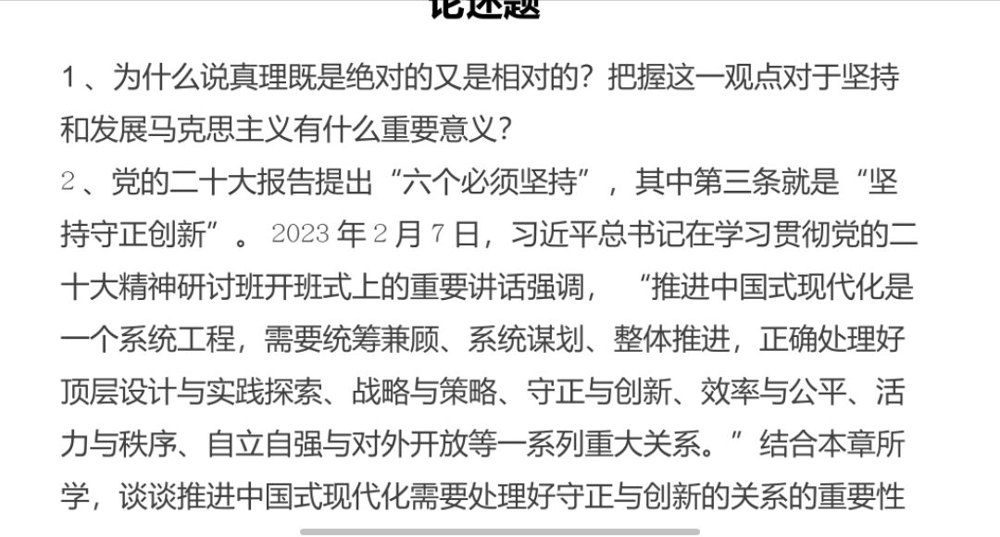 论述题
1、为什么说真理既是绝对的又是相对的？把握这一观点对于坚持
和发展马克思主义有什么重要意义？
2、党的二十大报告提出“六个必须坚持”，其中第三条就是“坚
持守正创新”。 2023 年 2 月 7 日，习近平总书记在学习贯彻党的二
十大精神研讨班开班式上的重要讲话强调， “推进中国式现代化是
一个系统工程，需要统筹兼顾、系统谋划、整体推进，正确处理好
顶层设计与实践探索、战略与策略、守正与创新、效率与公平、活
力与秩序、自立自强与对外开放等一系列重大关系。”结合本章所
学，谈谈推进中国式现代化需要处理好守正与创新的关系的重要性